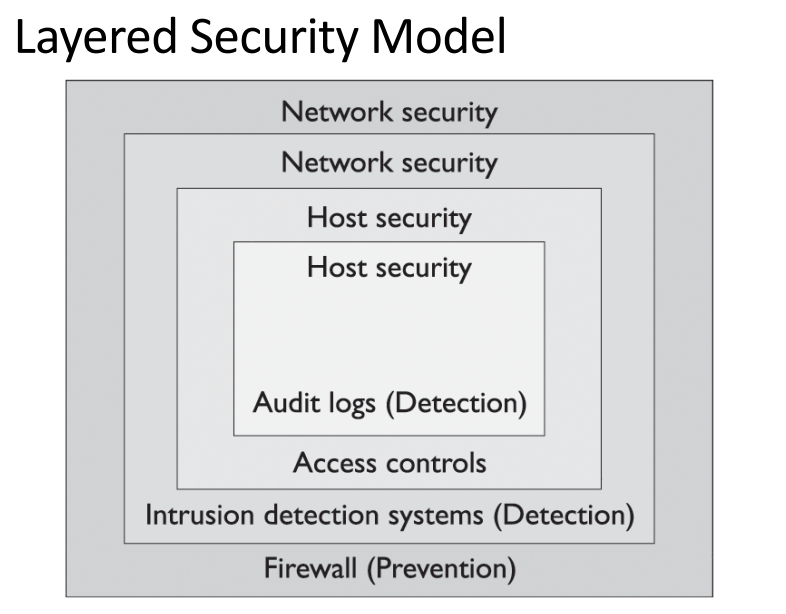 Layered Security Model
Network security
Network security
Host security
Host security
Audit logs (Detection)
Access controls
Intrusion detection systems (Detection)
Firewall (Prevention)